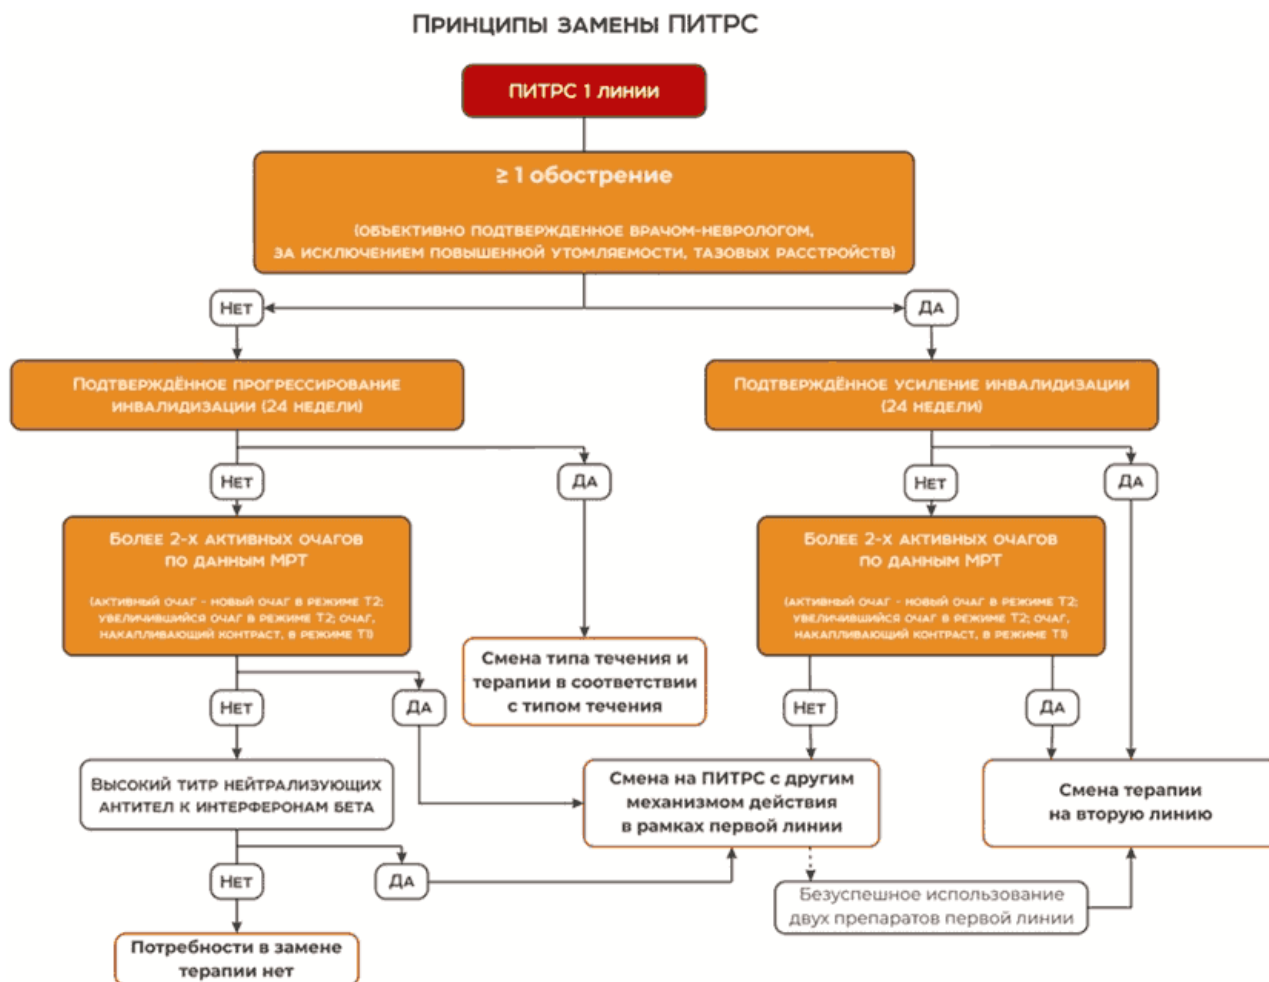 Принципы замены ПИТРС
ПИТРС 1 линии
≥ 1 обострение
(объективно подтвержденное врачом-неврологом,
за исключением повышенной утомляемости, тазовых расстройств)
Нет
Да
Подтверждённое прогрессирование
инвалидизации (24 недели)
Подтверждённое усиление инвалидизации
(24 недели)
Нет
Да
Нет
Да
Более 2-х активных очагов
по данным МРТ
(активный очаг - новый очаг в режиме Т2;
увеличившийся очаг в режиме Т2; очаг,
накапливающий контраст, в режиме Т1)
Более 2-х активных очагов
по данным МРТ
(активный очаг - новый очаг в режиме Т2;
увеличившийся очаг в режиме Т2; очаг,
накапливающий контраст, в режиме Т1)
Смена типа течения и
терапии в соответствии
с типом течения
Нет
Да
Нет
Да
Высокий титр нейтрализующих
антител к интерферонам бета
Смена на ПИТРС с другим
механизмом действия
в рамках первой линии
Смена терапии
на вторую линию
Нет
Да
Безуспешное использование
двух препаратов первой линии
Потребности в замене
терапии нет